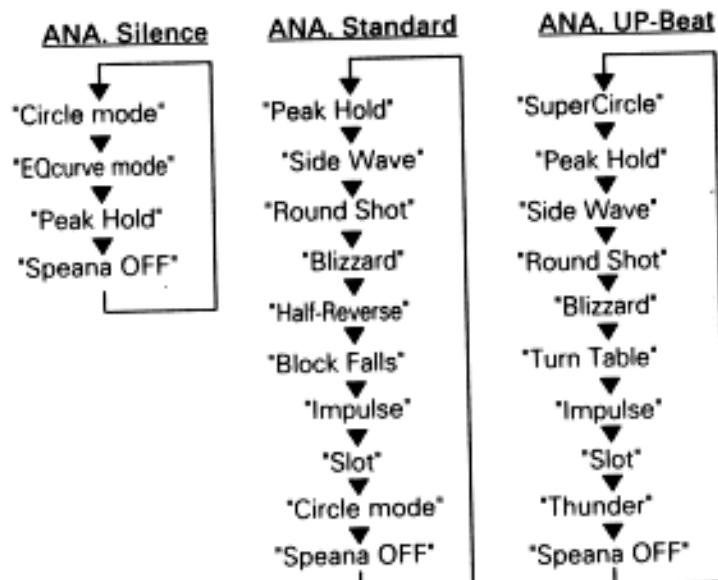 ANA. Silence
"Circle mode"
"EQcurve mode"
"Peak Hold"
"Speana OFF"
ANA. Standard
"Peak Hold"
"Side Wave"
"Round Shot"
"Blizzard"
"Half-Reverse"
"Block Falls"
"Impulse"
"Slot"
"Circle mode"
"Speana OFF"
ANA. UP-Beat
"SuperCircle"
"Peak Hold"
"Side Wave"
"Round Shot"
"Blizzard"
"Turn Table"
"Impulse"
"Slot"
"Thunder"
"Speana OFF"